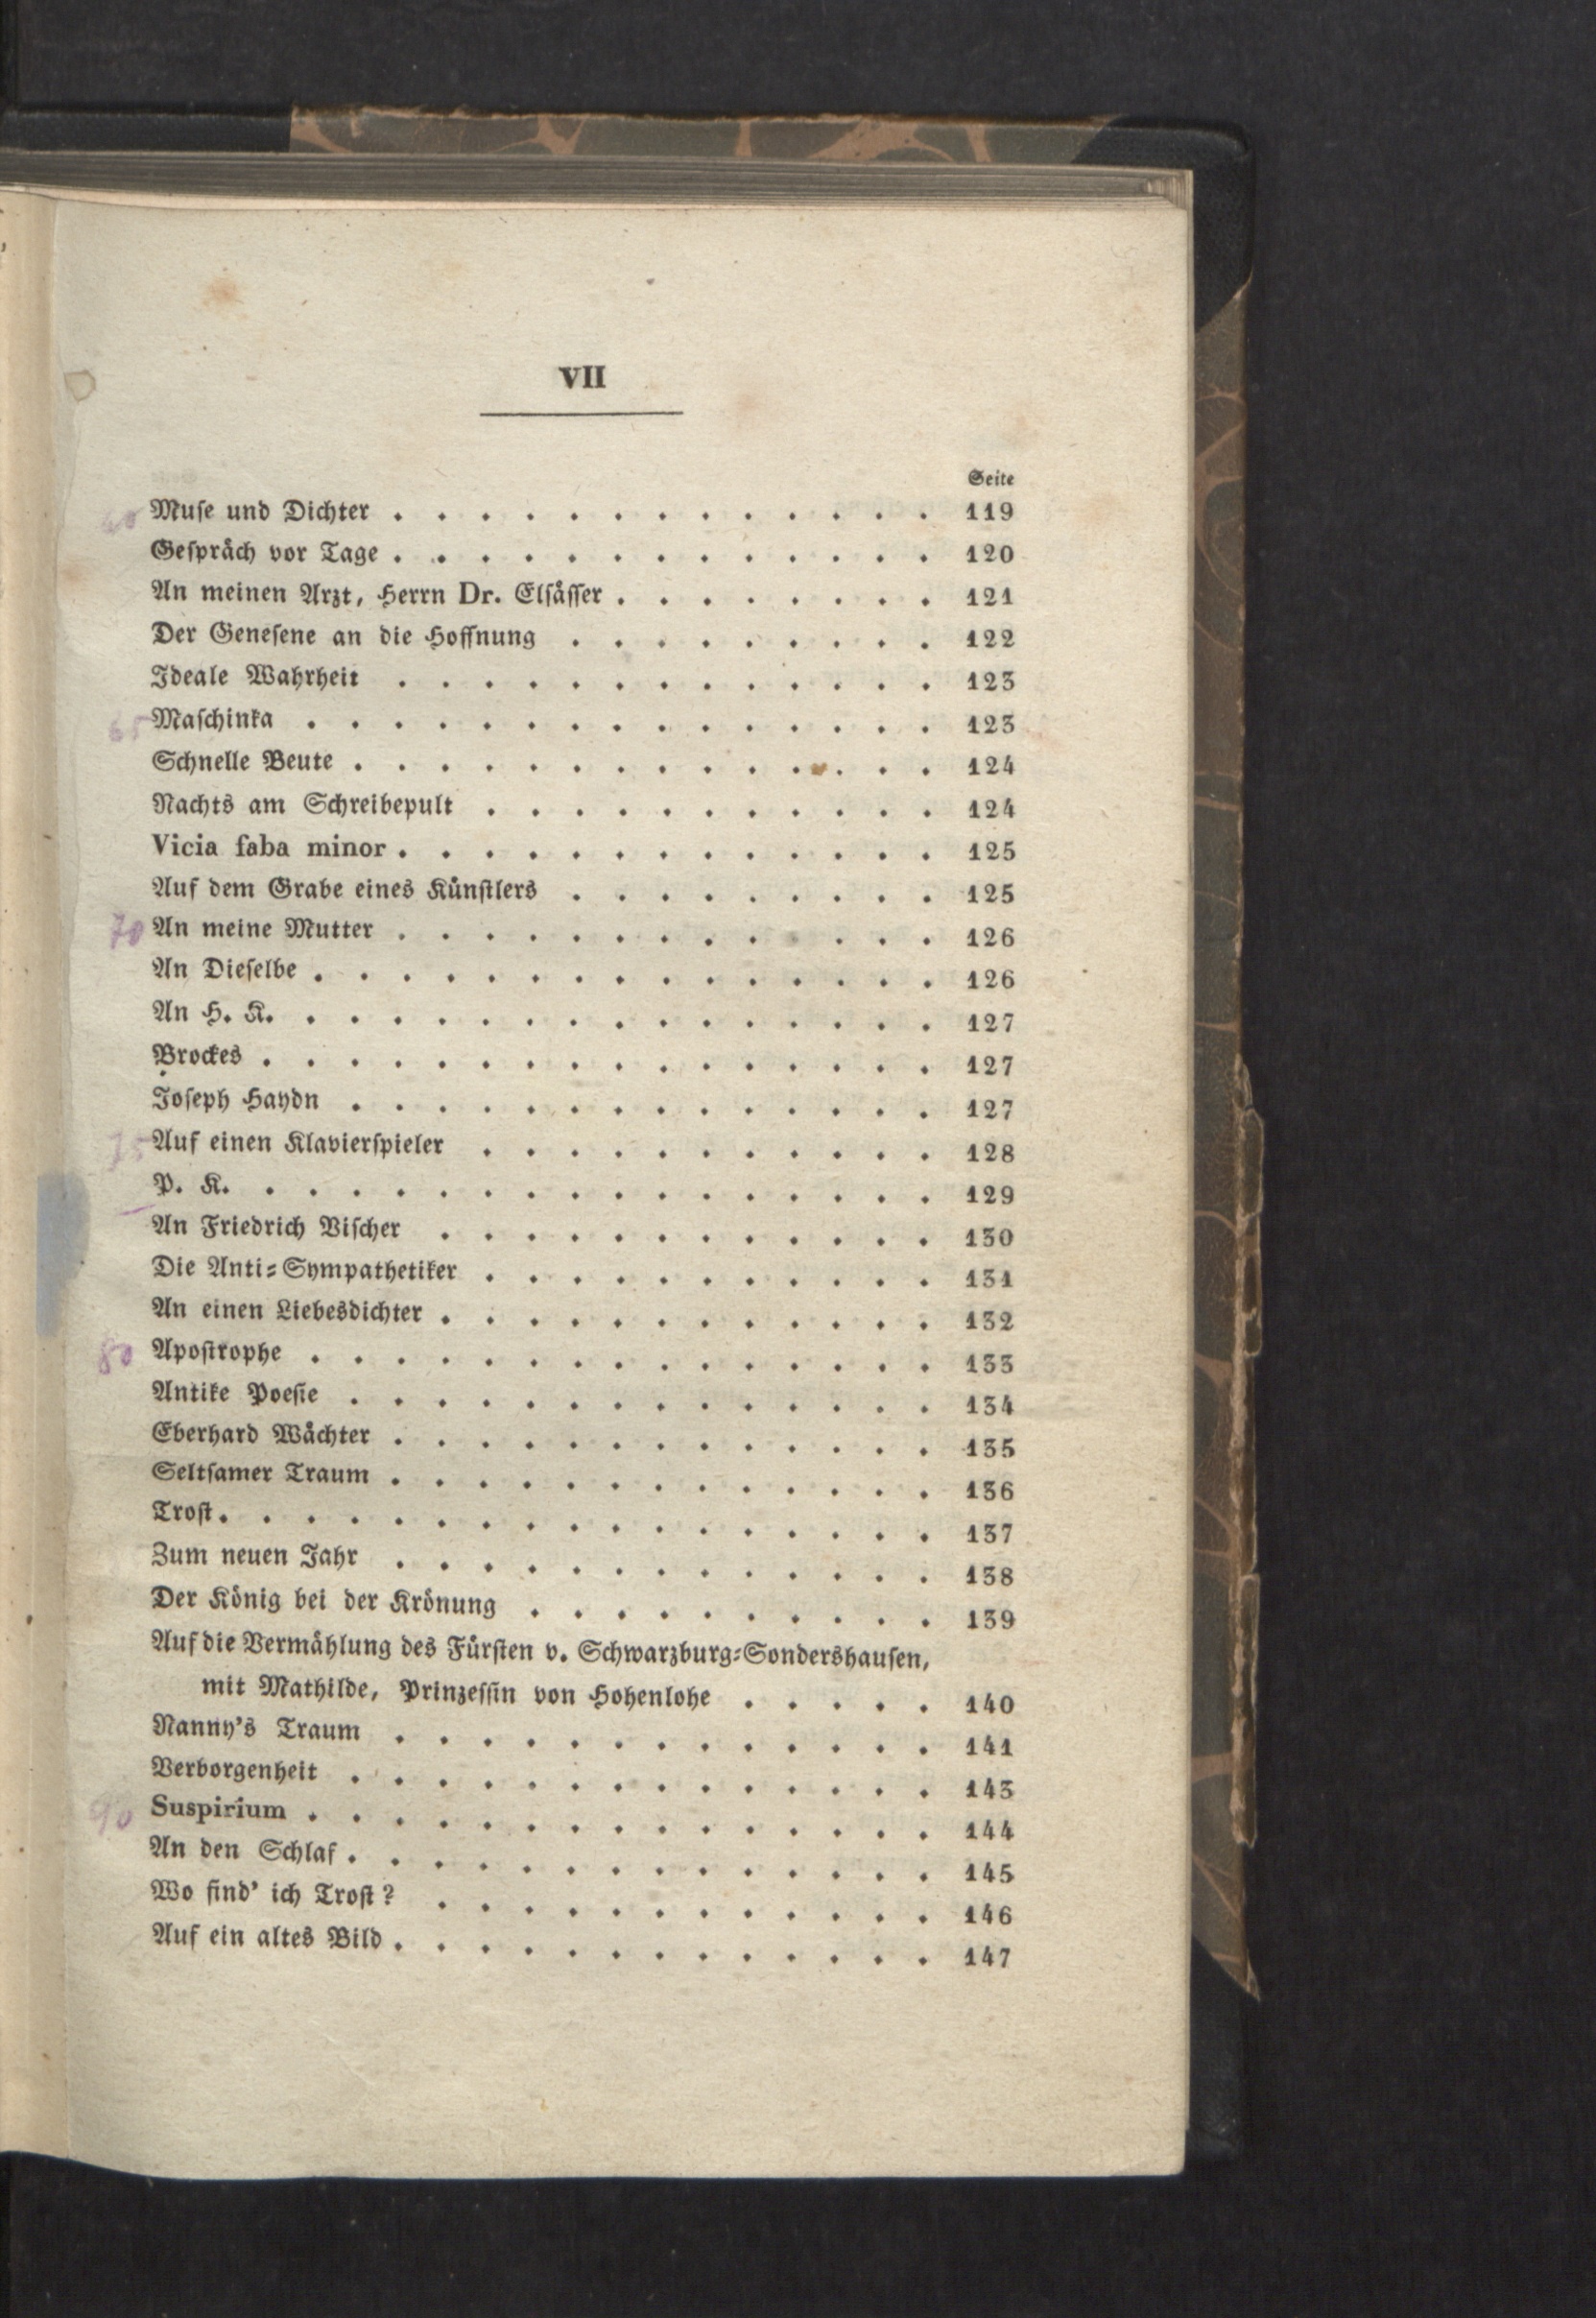 VII
Seite
60 Muſe und Dichter . . . . . . . . . . . . . 119
Geſpräch vor Tage . . . . . . . . . . . . . 120
An meinen Arzt, Herrn Dr. Elſäſſer . . . . . . . . 121
Der Geneſene an die Hoffnung . . . . . . . . . 122
Ideale Wahrheit . . . . . . . . . . . . . 123
65 Maſchinka . . . . . . . . . . . . . . . 123
Schnelle Beute . . . . . . . . . . . . . . 124
Nachts am Schreibepult . . . . . . . . . . . 124
Vicia faba minor . . . . . . . . . . . . . 125
Auf dem Grabe eines Künſtlers . . . . . . . . . 125
70 An meine Mutter . . . . . . . . . . . . . 126
An Dieſelbe . . . . . . . . . . . . . . . 126
An H. K. . . . . . . . . . . . . . . . 127
Brockes . . . . . . . . . . . . . . . . 127
Joſeph Haydn . . . . . . . . . . . . . . 127
75 Auf einen Klavierſpieler . . . . . . . . . . . 128
P. K. . . . . . . . . . . . . . . . . 129
An Friedrich Viſcher . . . . . . . . . . . . 130
Die Anti-Sympathetiker . . . . . . . . . . . 131
An einen Liebesdichter . . . . . . . . . . . . 132
80 Apoſtrophe . . . . . . . . . . . . . . . 133
Antike Poeſie . . . . . . . . . . . . . . 134
Eberhard Wächter . . . . . . . . . . . . . 135
Seltſamer Traum . . . . . . . . . . . . . 136
Troſt . . . . . . . . . . . . . . . . . 137
Zum neuen Jahr . . . . . . . . . . . . . 138
Der König bei der Krönung . . . . . . . . . . 139
Auf die Vermählung des Fürſten v. Schwarzburg-Sondershauſen,
mit Mathilde, Prinzeſſin von Hohenlohe . . . . . 140
Nanny's Traum . . . . . . . . . . . . . 141
Verborgenheit . . . . . . . . . . . . . . 143
90 Suspirium . . . . . . . . . . . . . . . 144
An den Schlaf . . . . . . . . . . . . . . 145
Wo find' ich Troſt? . . . . . . . . . . . . 146
Auf ein altes Bild . . . . . . . . . . . . . 147